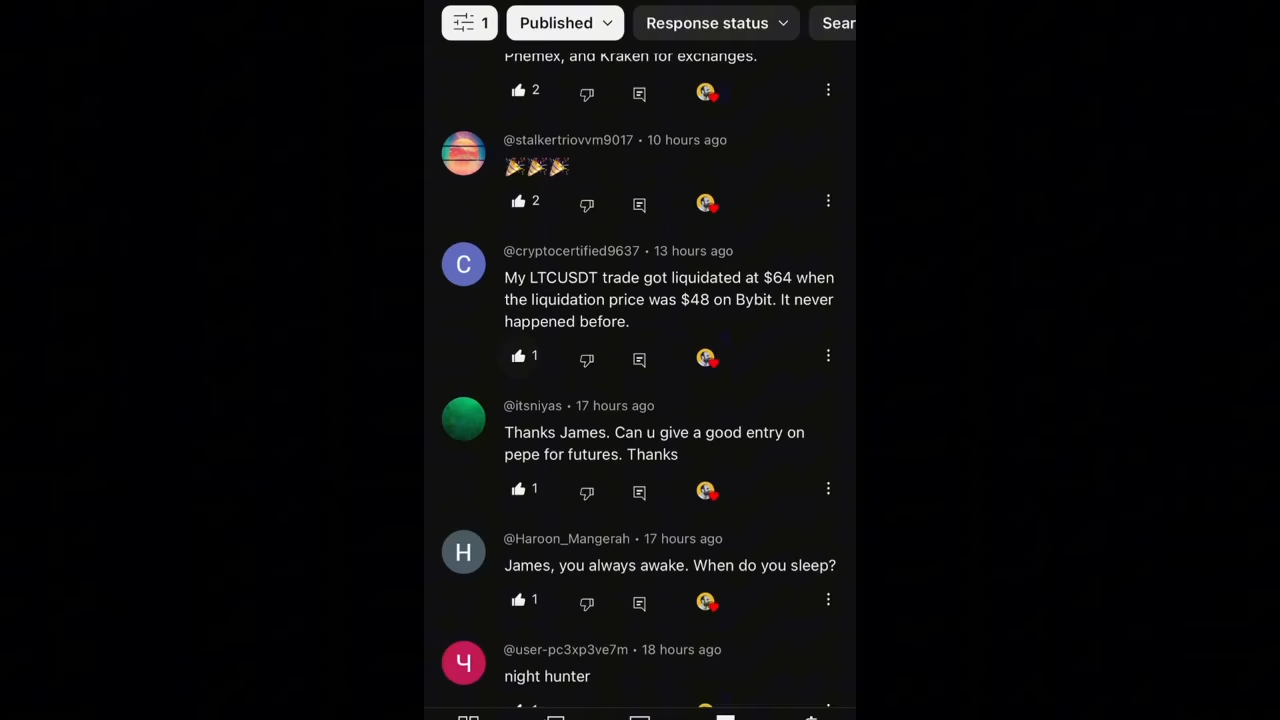 1 Published Response status Sear
Phemex, and Kraken for exchanges.
2
@stalkertriovvm9017 • 10 hours ago
🎉🎉🎉
2
@cryptocertified9637 • 13 hours ago
C
My LTCUSDT trade got liquidated at $64 when
the liquidation price was $48 on Bybit. It never
happened before.
1
@itsniyas • 17 hours ago
Thanks James. Can u give a good entry on
pepe for futures. Thanks
1
@Haroon_Mangerah • 17 hours ago
H
James, you always awake. When do you sleep?
1
@user-pc3xp3ve7m • 18 hours ago
Ч
night hunter